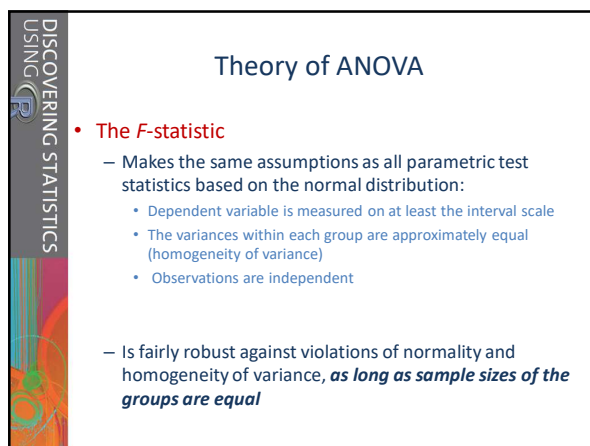 DISCOVERING STATISTICS
USING R
Theory of ANOVA
• The F-statistic
– Makes the same assumptions as all parametric test
statistics based on the normal distribution:
• Dependent variable is measured on at least the interval scale
• The variances within each group are approximately equal
(homogeneity of variance)
• Observations are independent
– Is fairly robust against violations of normality and
homogeneity of variance, as long as sample sizes of the
groups are equal